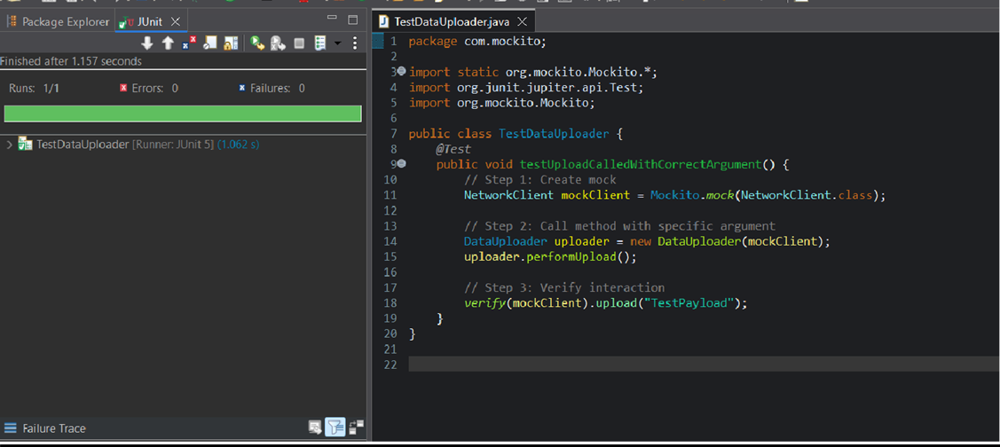 Package Explorer
JUnit
Finished after 1.157 seconds
Runs: 1/1
Errors: 0
Failures: 0
TestDataUploader [Runner: JUnit 5] (1.062 s)
Failure Trace
TestDataUploader.java
1 package com.mockito;
2
3 import static org.mockito.Mockito.*;
4 import org.junit.jupiter.api.Test;
5 import org.mockito.Mockito;
6
7 public class TestDataUploader {
8     @Test
9     public void testUploadCalledWithCorrectArgument() {
10         // Step 1: Create mock
11         NetworkClient mockClient = Mockito.mock(NetworkClient.class);
12
13         // Step 2: Call method with specific argument
14         DataUploader uploader = new DataUploader(mockClient);
15         uploader.performUpload();
16
17         // Step 3: Verify interaction
18         verify(mockClient).upload("TestPayload");
19     }
20 }
21
22